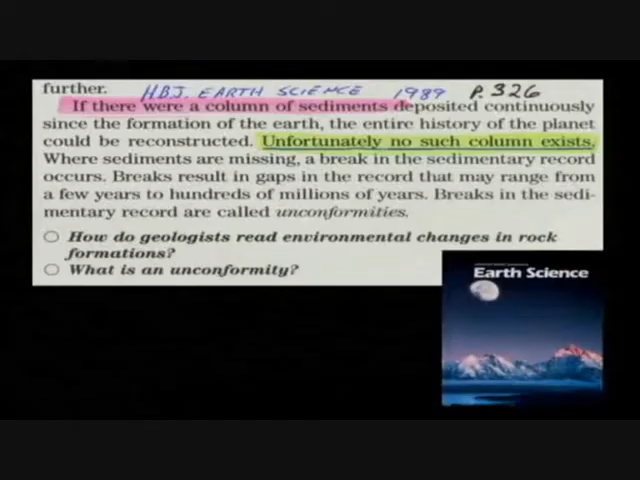 further.
HBJ. EARTH SCIENCE 1989 P.326
If there were a column of sediments deposited continuously
since the formation of the earth, the entire history of the planet
could be reconstructed. Unfortunately no such column exists.
Where sediments are missing, a break in the sedimentary record
occurs. Breaks result in gaps in the record that may range from
a few years to hundreds of millions of years. Breaks in the sedi-
mentary record are called unconformities.
How do geologists read environmental changes in rock
formations?
What is an unconformity?
Earth Science